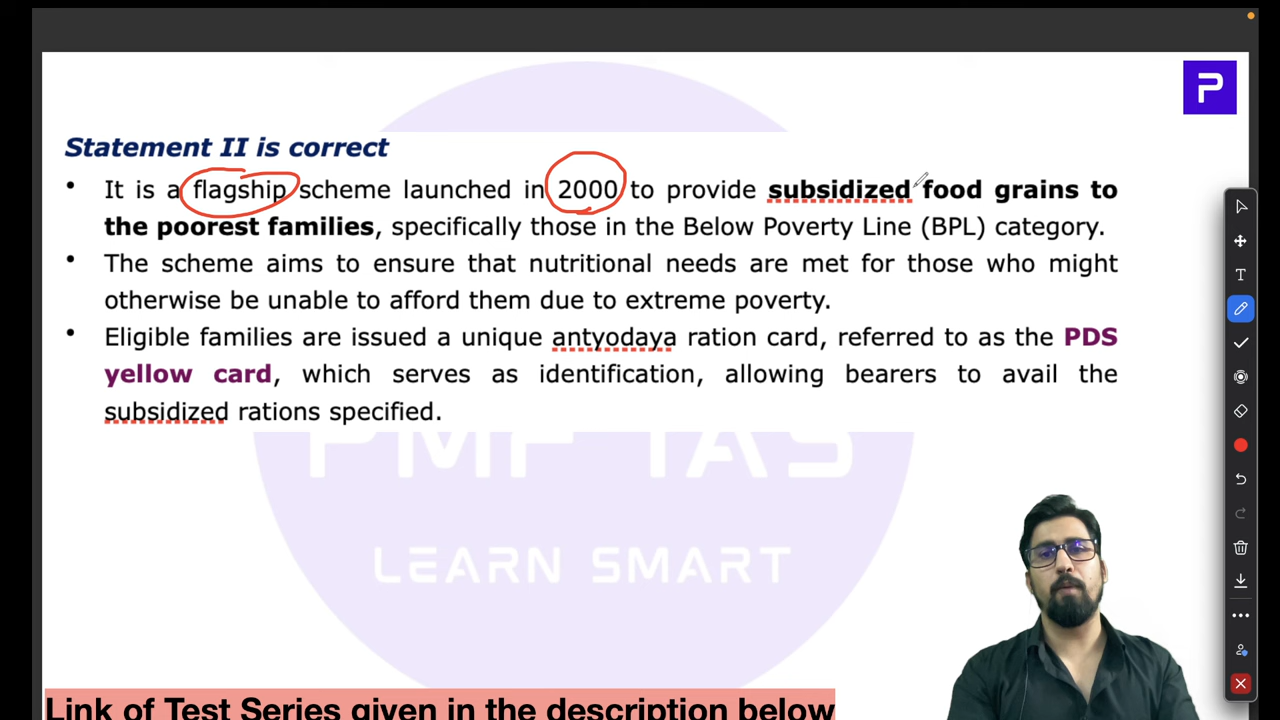 Statement II is correct
• It is a flagship scheme launched in 2000 to provide subsidized food grains to
the poorest families, specifically those in the Below Poverty Line (BPL) category.
• The scheme aims to ensure that nutritional needs are met for those who might
otherwise be unable to afford them due to extreme poverty.
• Eligible families are issued a unique antyodaya ration card, referred to as the PDS
yellow card, which serves as identification, allowing bearers to avail the
subsidized rations specified.
PMF IAS
LEARN SMART
Link of Test Series given in the description below